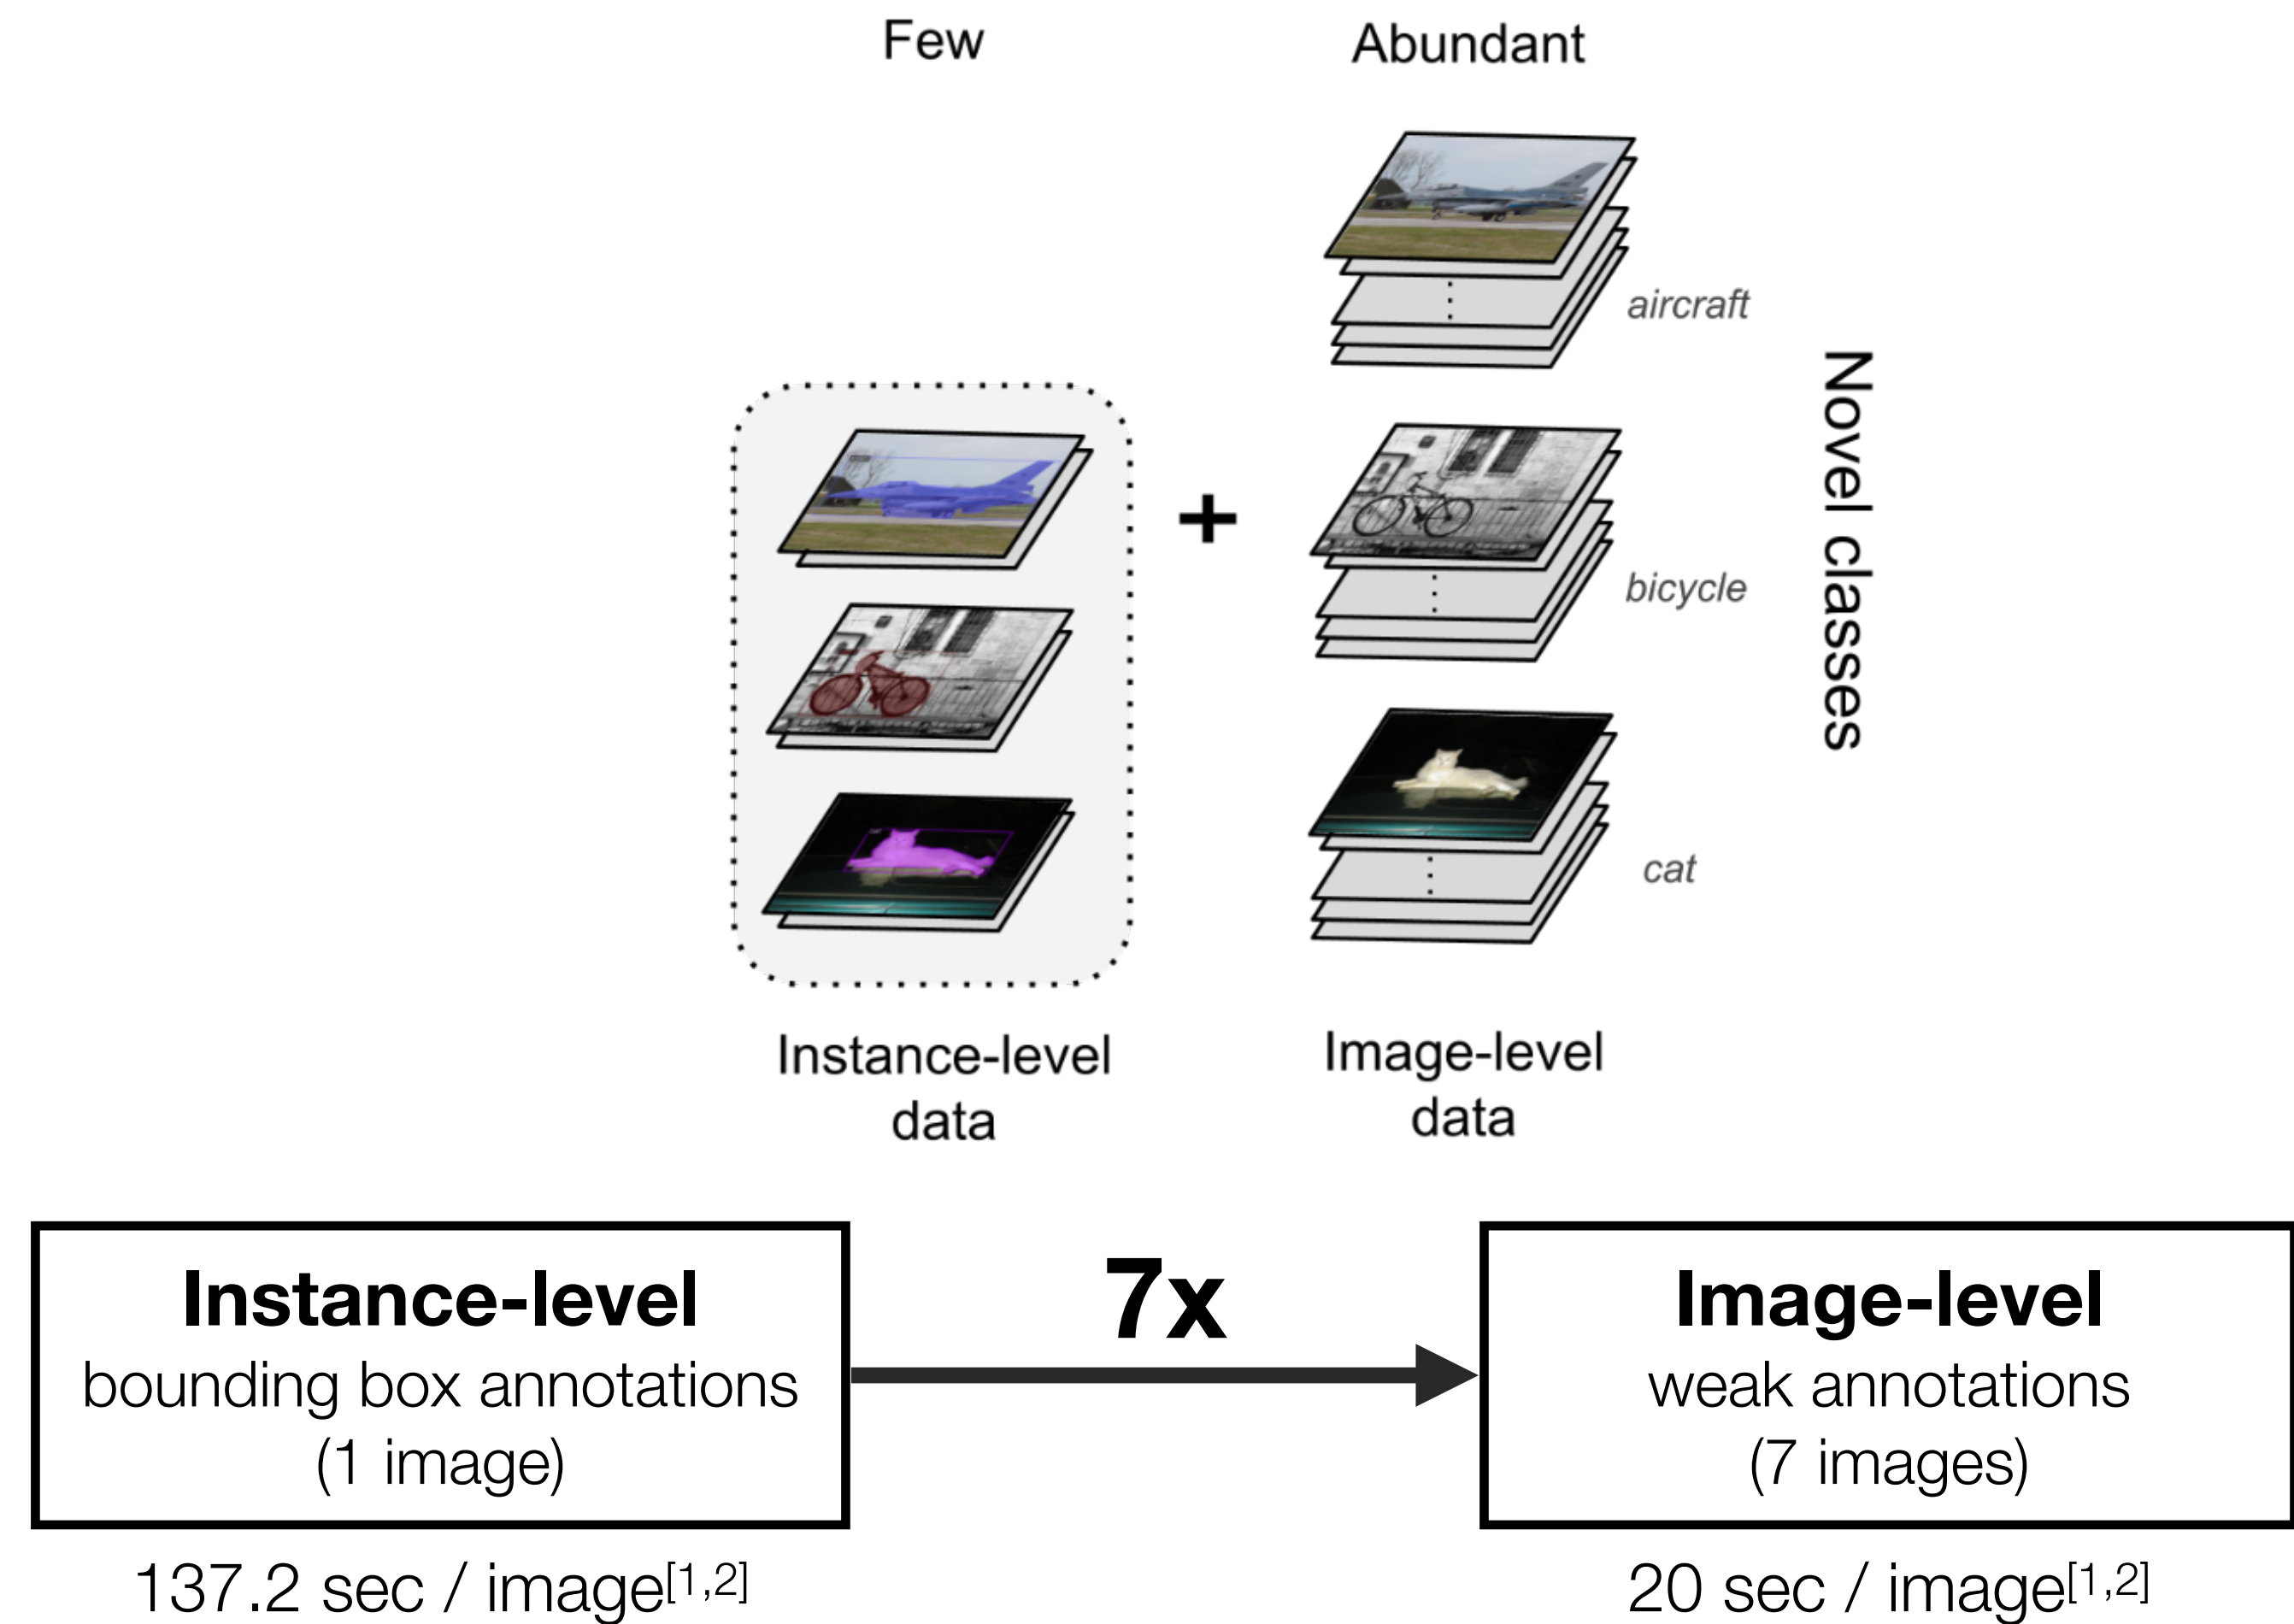 Few
Abundant
aircraft
bicycle
cat
Novel classes
+
Instance-level
data
Image-level
data
Instance-level
bounding box annotations
(1 image)
7x
Image-level
weak annotations
(7 images)
137.2 sec / image[1,2]
20 sec / image[1,2]